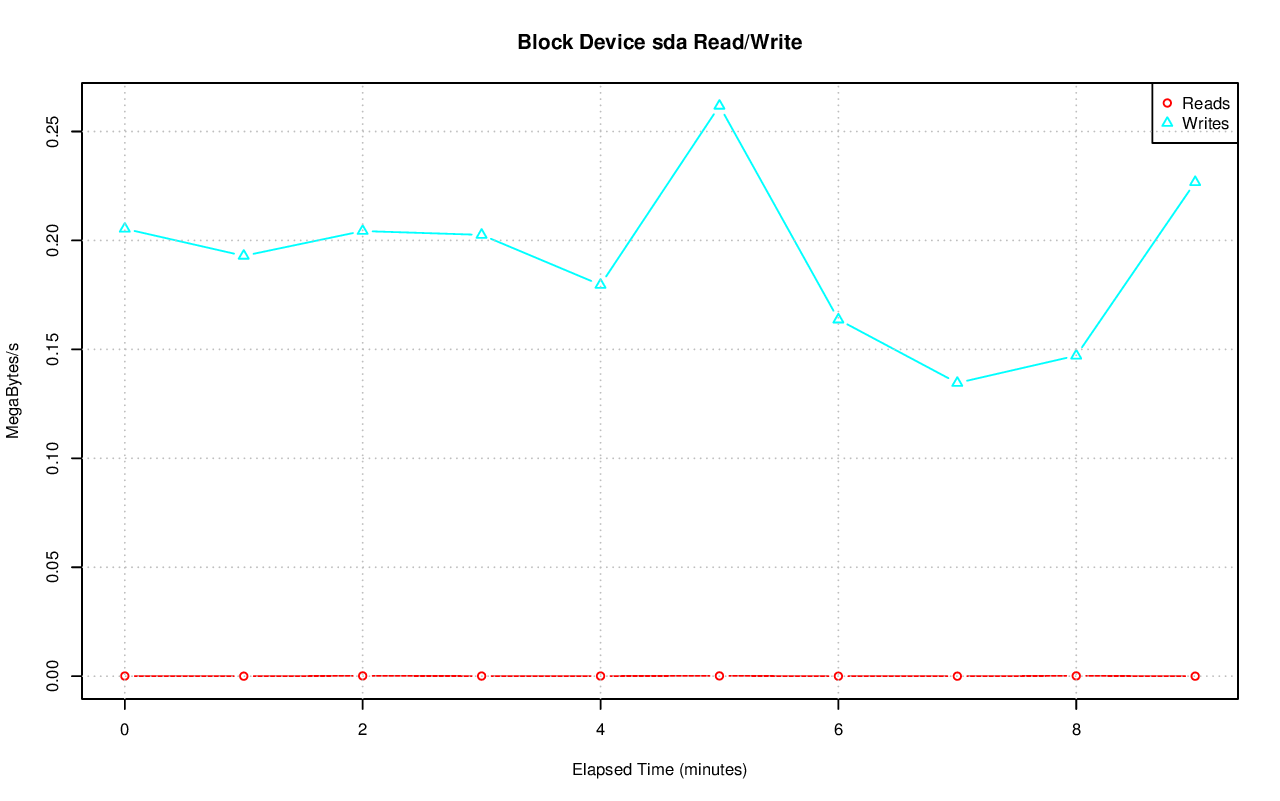 Block Device sda Read/Write
Reads
Writes
MegaBytes/s
0.25
0.20
0.15
0.10
0.05
0.00
0 2 4 6 8
Elapsed Time (minutes)